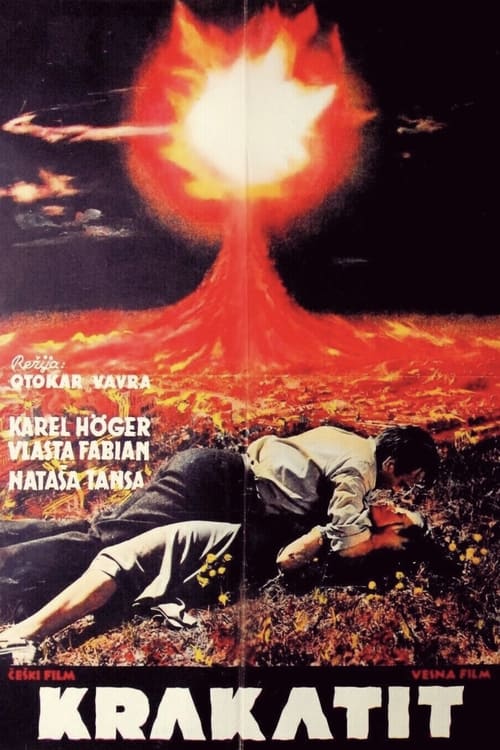 Režija:
OTOKAR VAVRA
KAREL HÖGER
VLASTA FABIAN
NATAŠA TANSA
ČEŠKI FILM
VESNA FILM
KRAKATIT